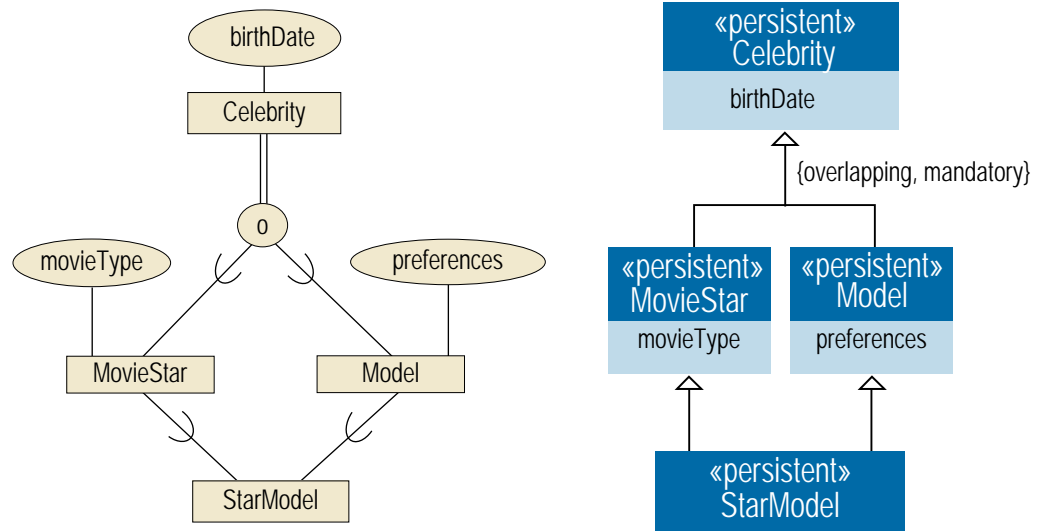 birthDate
Celebrity
o
movieType
preferences
MovieStar
Model
StarModel
«persistent»
Celebrity
birthDate
{overlapping, mandatory}
«persistent»
MovieStar
movieType
«persistent»
Model
preferences
«persistent»
StarModel